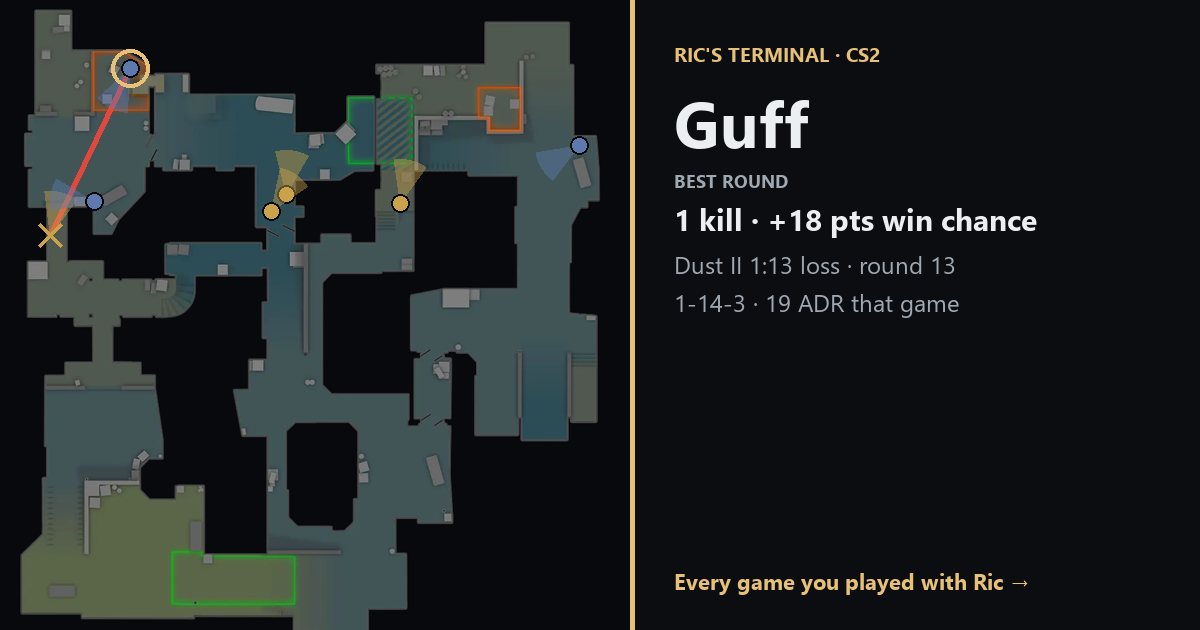 RIC'S TERMINAL · CS2
Guff
BEST ROUND
1 kill · +18 pts win chance
Dust II 1:13 loss · round 13
1-14-3 · 19 ADR that game
Every game you played with Ric →